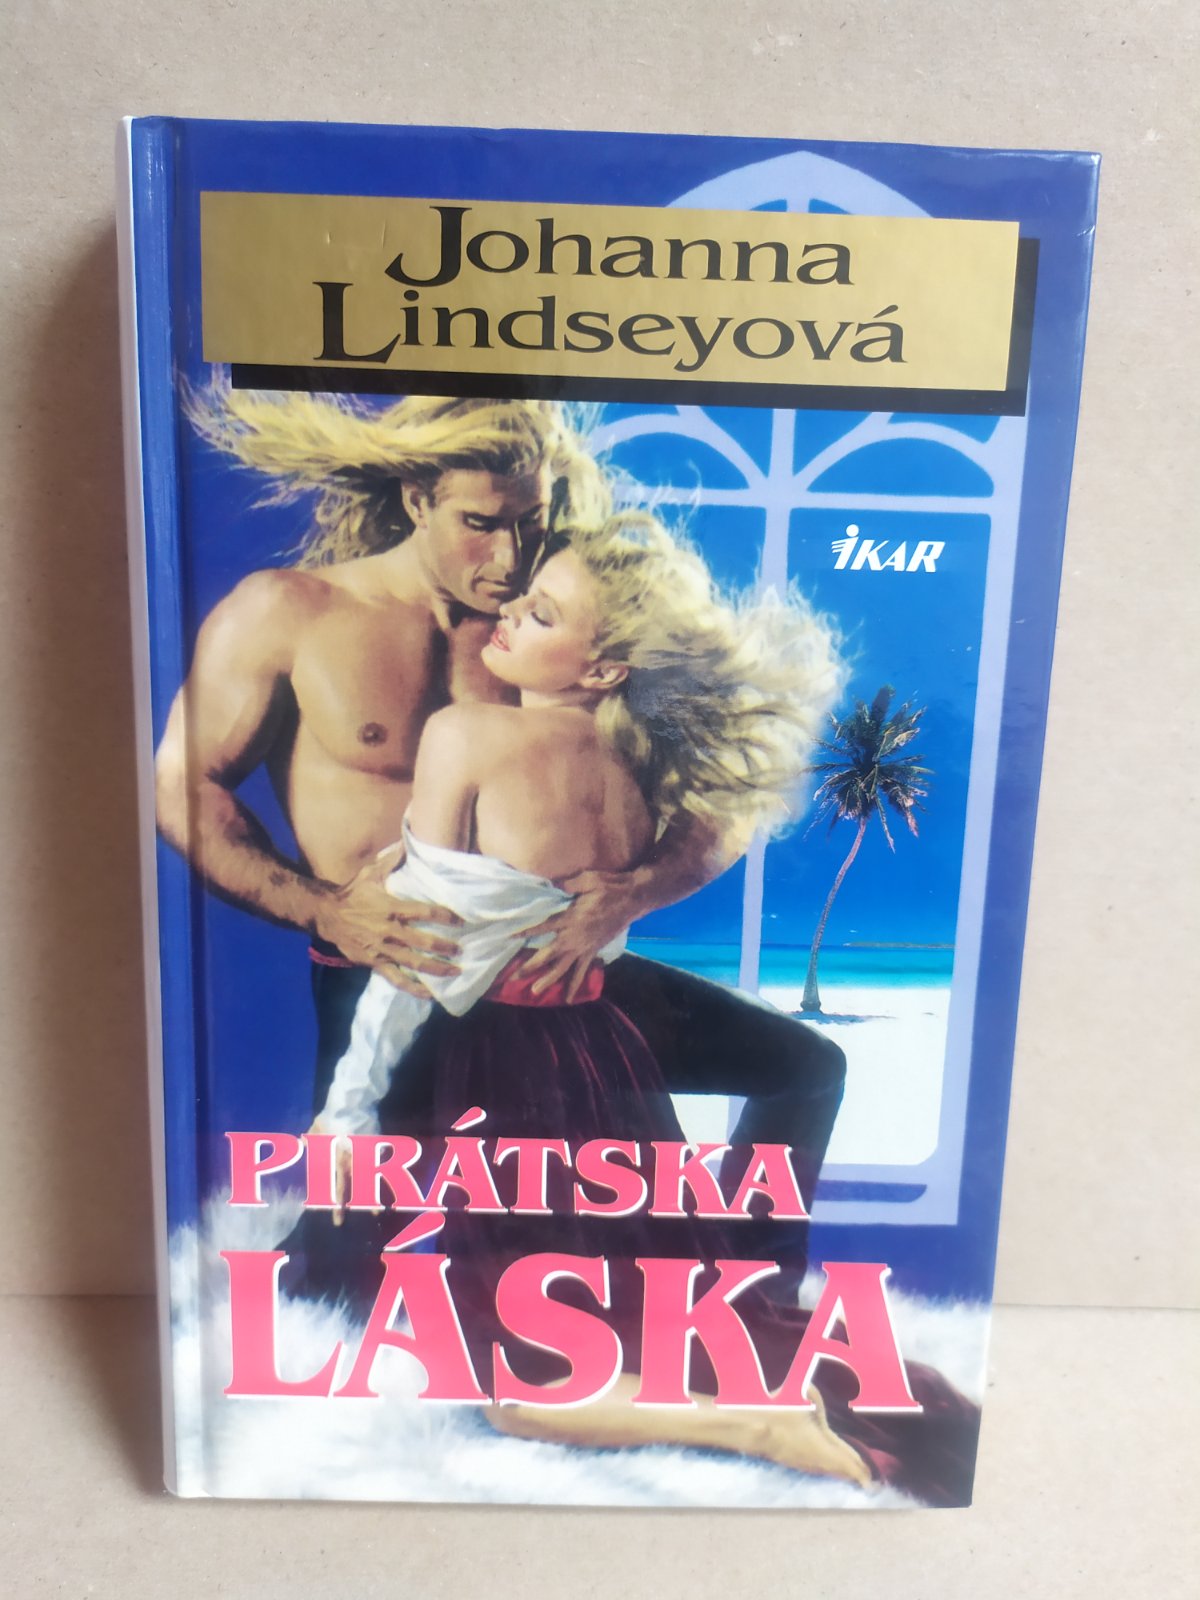 Johanna
Lindseyová
iKAR
PIRÁTSKA
LÁSKA